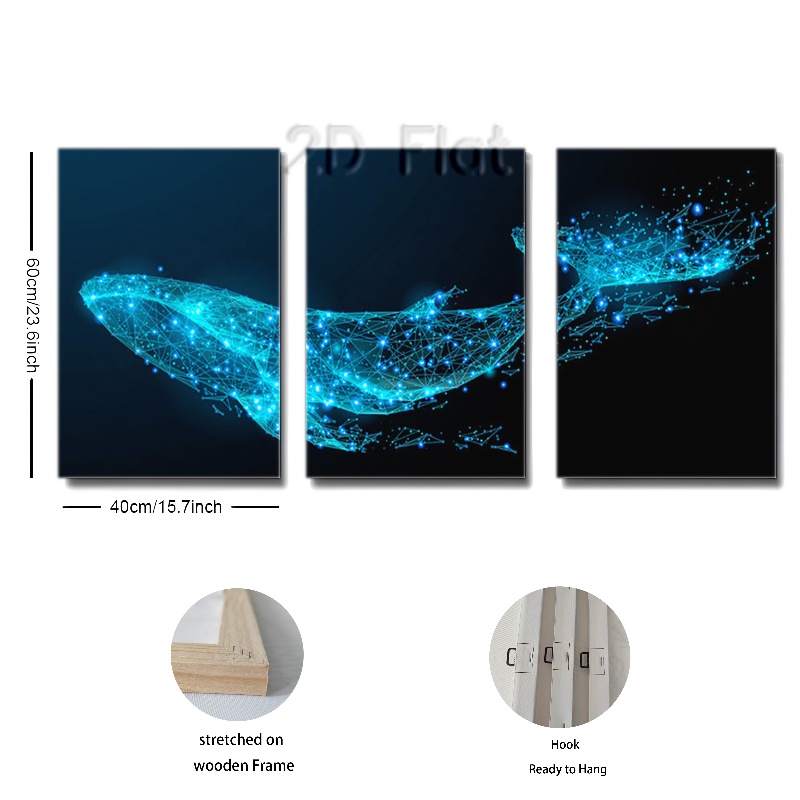 2D Flat
60cm/23.6inch
40cm/15.7inch
stretched on
wooden Frame
Hook
Ready to Hang